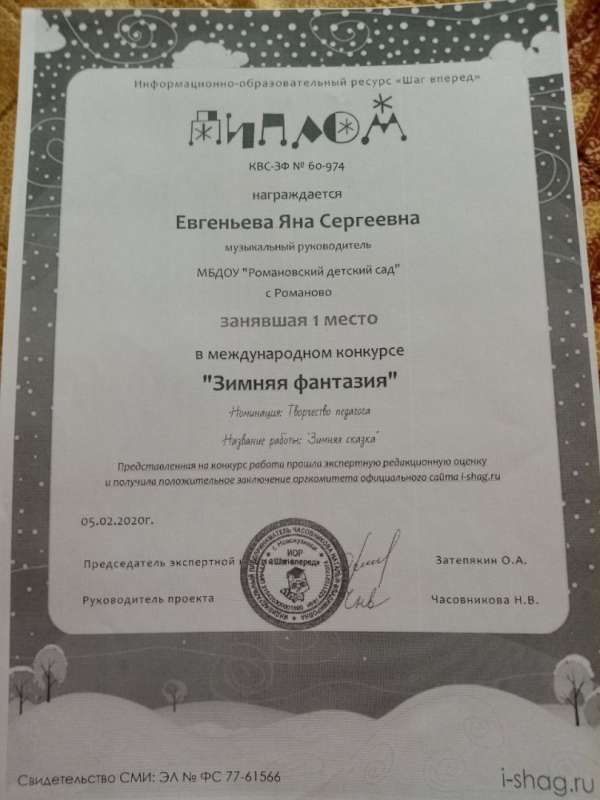 Информационно-образовательный ресурс «Шаг вперед»
ДИПЛОМ
КВС-ЗФ № 60-974
награждается
Евгеньева Яна Сергеевна
музыкальный руководитель
МБДОУ "Романовский детский сад"
с Романово
занявшая 1 место
в международном конкурсе
"Зимняя фантазия"
Номинация: Творчество педагога
Название работы: "Зимняя сказка"
Представленная на конкурс работа прошла экспертную редакционную оценку
и получила положительное заключение оргкомитета официального сайта i-shag.ru
05.02.2020г.
Председатель экспертной
Затепякин О.А.
Руководитель проекта
Часовникова Н.В.
ИОР
«Шаг вперед»
Свидетельство СМИ: ЭЛ № ФС 77-61566
i-shag.ru